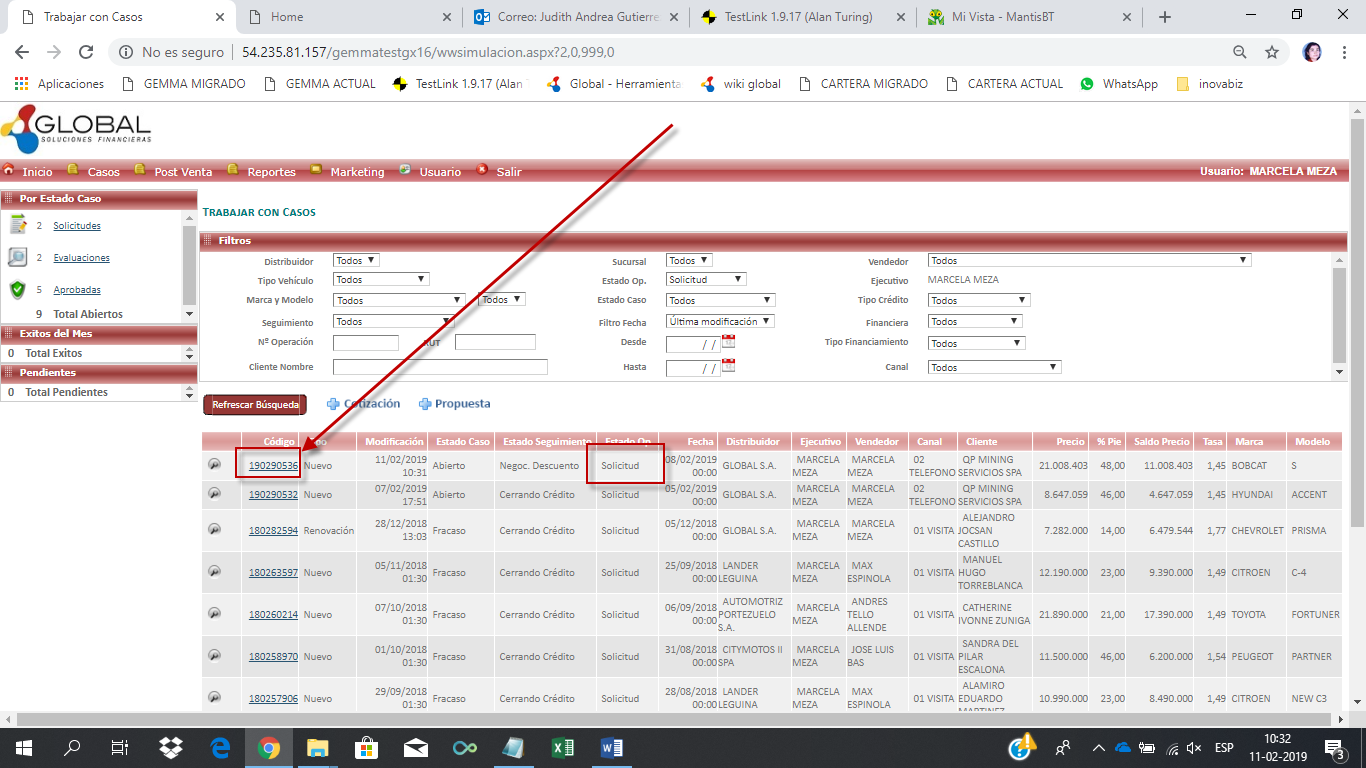 Trabajar con Casos
Home
Correo: Judith Andrea Gutierre
TestLink 1.9.17 (Alan Turing)
Mi Vista - MantisBT
No es seguro | 54.235.81.157/gemmatestgx16/wwsimulacion.aspx?2,0,999,0
Aplicaciones GEMMA MIGRADO GEMMA ACTUAL TestLink 1.9.17 (Alan Global - Herramienta wiki global CARTERA MIGRADO CARTERA ACTUAL WhatsApp inovabiz
GLOBAL
SOLUCIONES FINANCIERAS
Inicio Casos Post Venta Reportes Marketing Usuario Salir Usuario: MARCELA MEZA
Por Estado Caso
2 Solicitudes
2 Evaluaciones
5 Aprobadas
9 Total Abiertos
Exitos del Mes
0 Total Exitos
Pendientes
0 Total Pendientes
TRABAJAR CON CASOS
Filtros
Distribuidor Todos Sucursal Todos Vendedor Todos
Tipo Vehículo Todos Estado Op. Solicitud Ejecutivo MARCELA MEZA
Marca y Modelo Todos Todos Estado Caso Todos Tipo Crédito Todos
Seguimiento Todos Filtro Fecha Última modificación Financiera Todos
Nº Operación RUT Desde / / Tipo Financiamiento Todos
Cliente Nombre Hasta / / Canal Todos
Refrescar Búsqueda Cotización Propuesta
Código Tipo Modificación Estado Caso Estado Seguimiento Estado Op Fecha Distribuidor Ejecutivo Vendedor Canal Cliente Precio % Pie Saldo Precio Tasa Marca Modelo
190290536 Nuevo 11/02/2019 10:31 Abierto Negoc. Descuento Solicitud 08/02/2019 00:00 GLOBAL S.A. MARCELA MEZA MARCELA MEZA 02 TELEFONO QP MINING SERVICIOS SPA 21.008.403 48,00 11.008.403 1,45 BOBCAT S
190290532 Nuevo 07/02/2019 17:51 Abierto Cerrando Crédito Solicitud 05/02/2019 00:00 GLOBAL S.A. MARCELA MEZA MARCELA MEZA 02 TELEFONO QP MINING SERVICIOS SPA 8.647.059 46,00 4.647.059 1,45 HYUNDAI ACCENT
180282594 Renovación 28/12/2018 13:03 Fracaso Cerrando Crédito Solicitud 05/12/2018 00:00 GLOBAL S.A. MARCELA MEZA MARCELA MEZA 01 VISITA ALEJANDRO JOCSAN CASTILLO 7.282.000 14,00 6.479.544 1,77 CHEVROLET PRISMA
180263597 Nuevo 05/11/2018 01:30 Fracaso Cerrando Crédito Solicitud 25/09/2018 00:00 LANDER LEGUINA MARCELA MEZA MAX ESPINOLA 01 VISITA MANUEL HUGO TORREBLANCA 12.190.000 23,00 9.390.000 1,49 CITROEN C-4
180260214 Nuevo 07/10/2018 01:30 Fracaso Cerrando Crédito Solicitud 06/09/2018 00:00 AUTOMOTRIZ PORTEZUELO S.A. MARCELA MEZA ANDRES TELLO ALLENDE 01 VISITA CATHERINE IVONNE ZUNIGA 21.890.000 21,00 17.390.000 1,49 TOYOTA FORTUNER
180258970 Nuevo 01/10/2018 01:30 Fracaso Cerrando Crédito Solicitud 31/08/2018 00:00 CITYMOTOS II SPA MARCELA MEZA JOSE LUIS BAS 01 VISITA SANDRA DEL PILAR ESCALONA 11.500.000 46,00 6.200.000 1,54 PEUGEOT PARTNER
180257906 Nuevo 29/09/2018 01:30 Fracaso Cerrando Crédito Solicitud 28/08/2018 00:00 LANDER LEGUINA MARCELA MEZA MAX ESPINOLA 01 VISITA ALAMIRO EDUARDO MARTINEZ 10.990.000 23,00 8.490.000 1,49 CITROEN NEW C3
ESP 10:32
11-02-2019 3